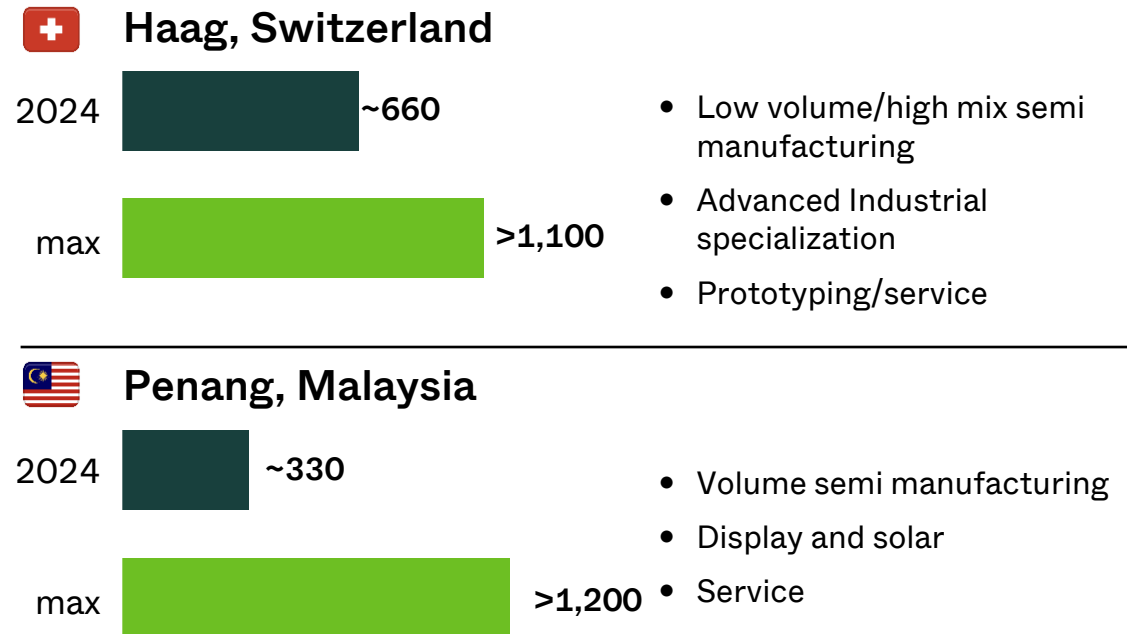 Haag, Switzerland
2024
~660
max
>1,100
• Low volume/high mix semi
manufacturing
• Advanced Industrial
specialization
• Prototyping/service
Penang, Malaysia
2024
~330
max
>1,200
• Volume semi manufacturing
• Display and solar
• Service